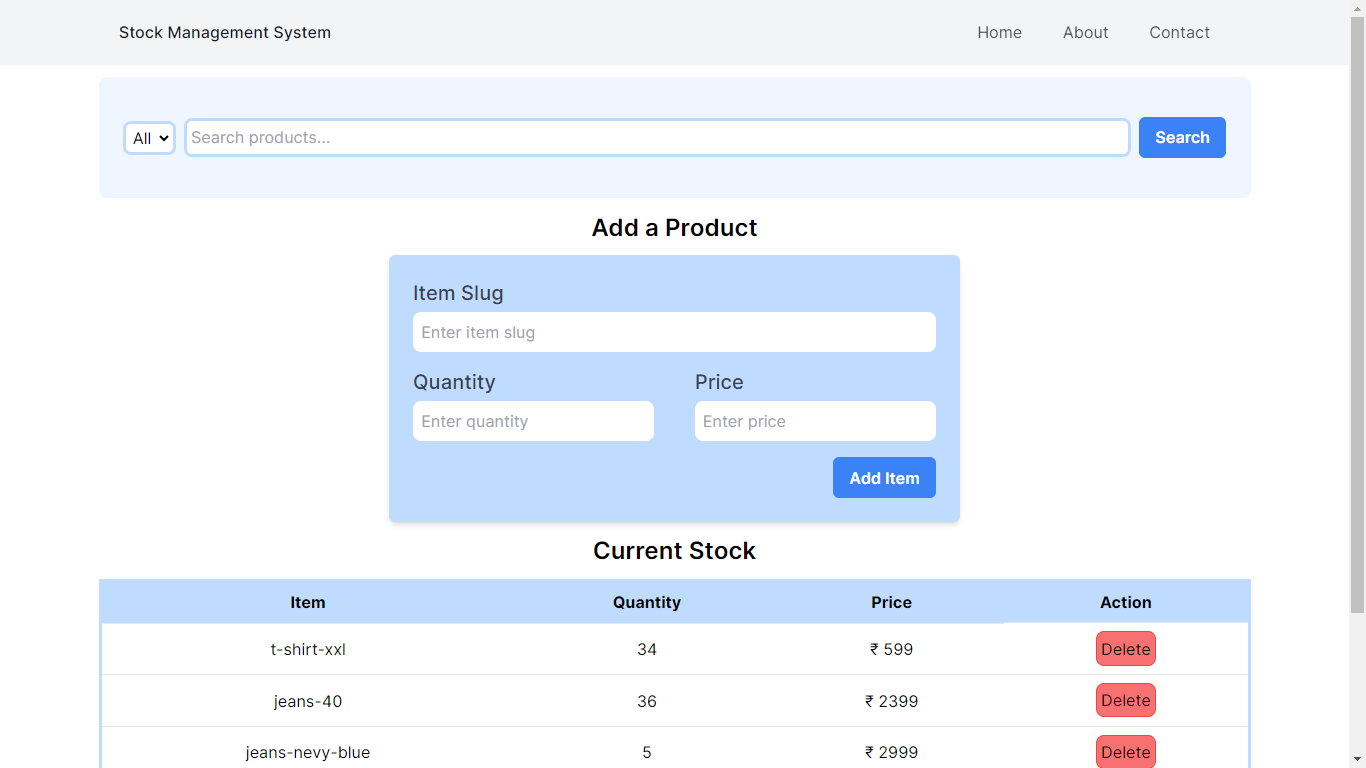 Stock Management System Home About Contact
All Search products... Search
Add a Product
Item Slug
Enter item slug
Quantity Price
Enter quantity Enter price
Add Item
Current Stock
Item Quantity Price Action
t-shirt-xxl 34 ₹ 599 Delete
jeans-40 36 ₹ 2399 Delete
jeans-nevy-blue 5 ₹ 2999 Delete